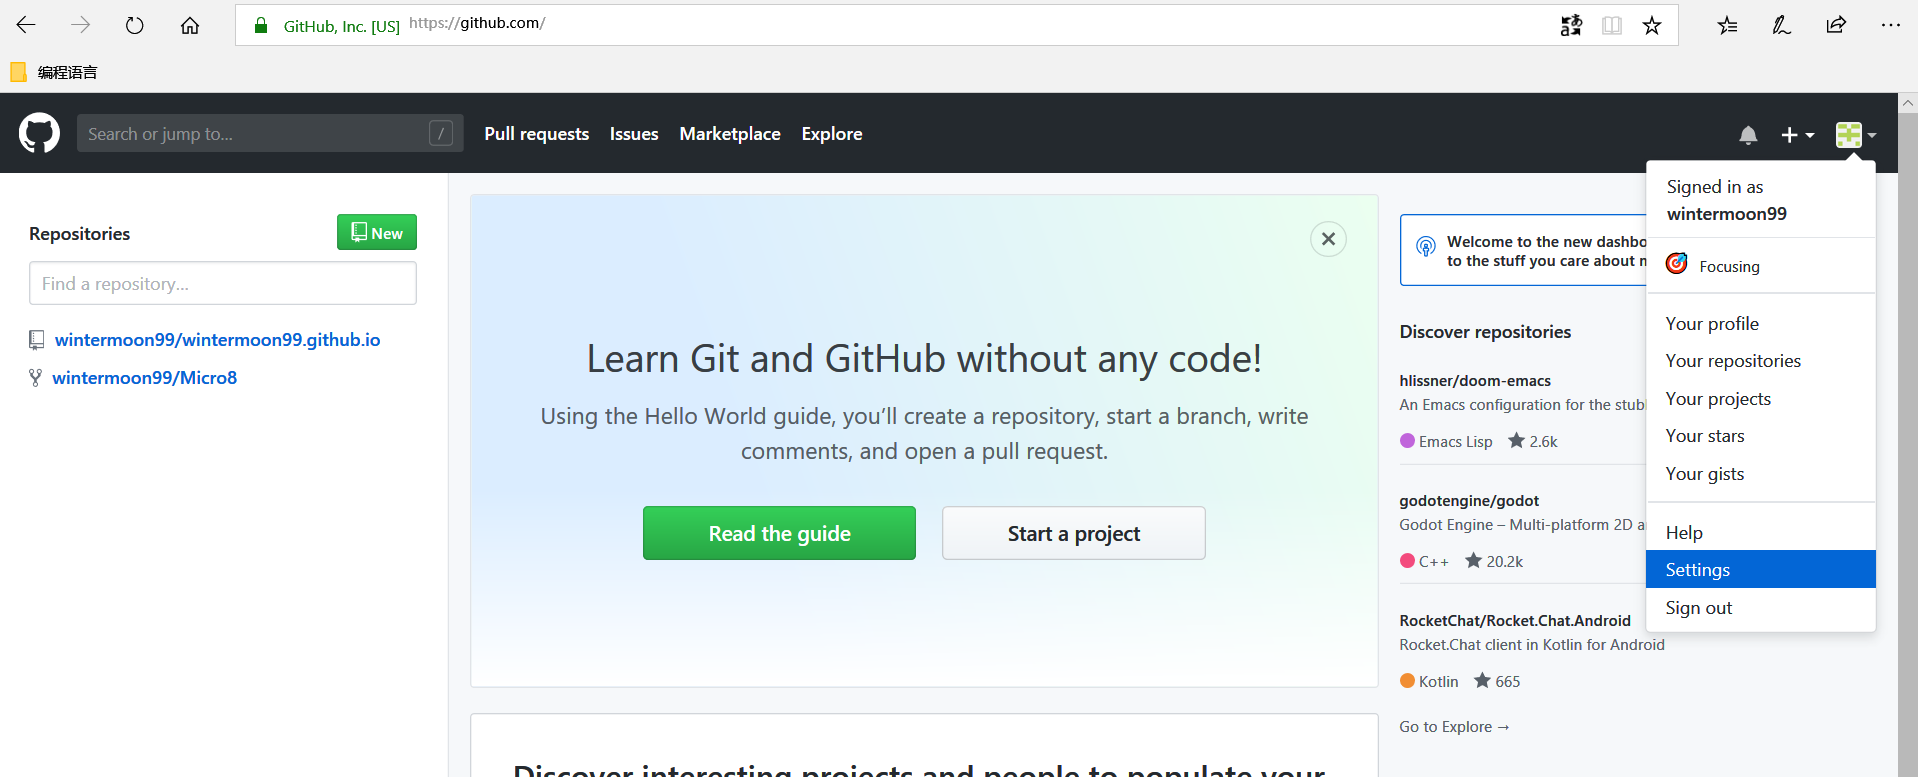 GitHub, Inc. [US] https://github.com/
编程语言
Search or jump to... /
Pull requests Issues Marketplace Explore
Signed in as
wintermoon99
Focusing
Your profile
Your repositories
Your projects
Your stars
Your gists
Help
Settings
Sign out
Repositories
New
Find a repository...
wintermoon99/wintermoon99.github.io
wintermoon99/Micro8
Learn Git and GitHub without any code!
Using the Hello World guide, you’ll create a repository, start a branch, write
comments, and open a pull request.
Read the guide
Start a project
Discover interesting projects and people to populate your
Welcome to the new dashbo
to the stuff you care about
Discover repositories
hlissner/doom-emacs
An Emacs configuration for the stub
Emacs Lisp 2.6k
godotengine/godot
Godot Engine – Multi-platform 2D a
C++ 20.2k
RocketChat/Rocket.Chat.Android
Rocket.Chat client in Kotlin for Android
Kotlin 665
Go to Explore →